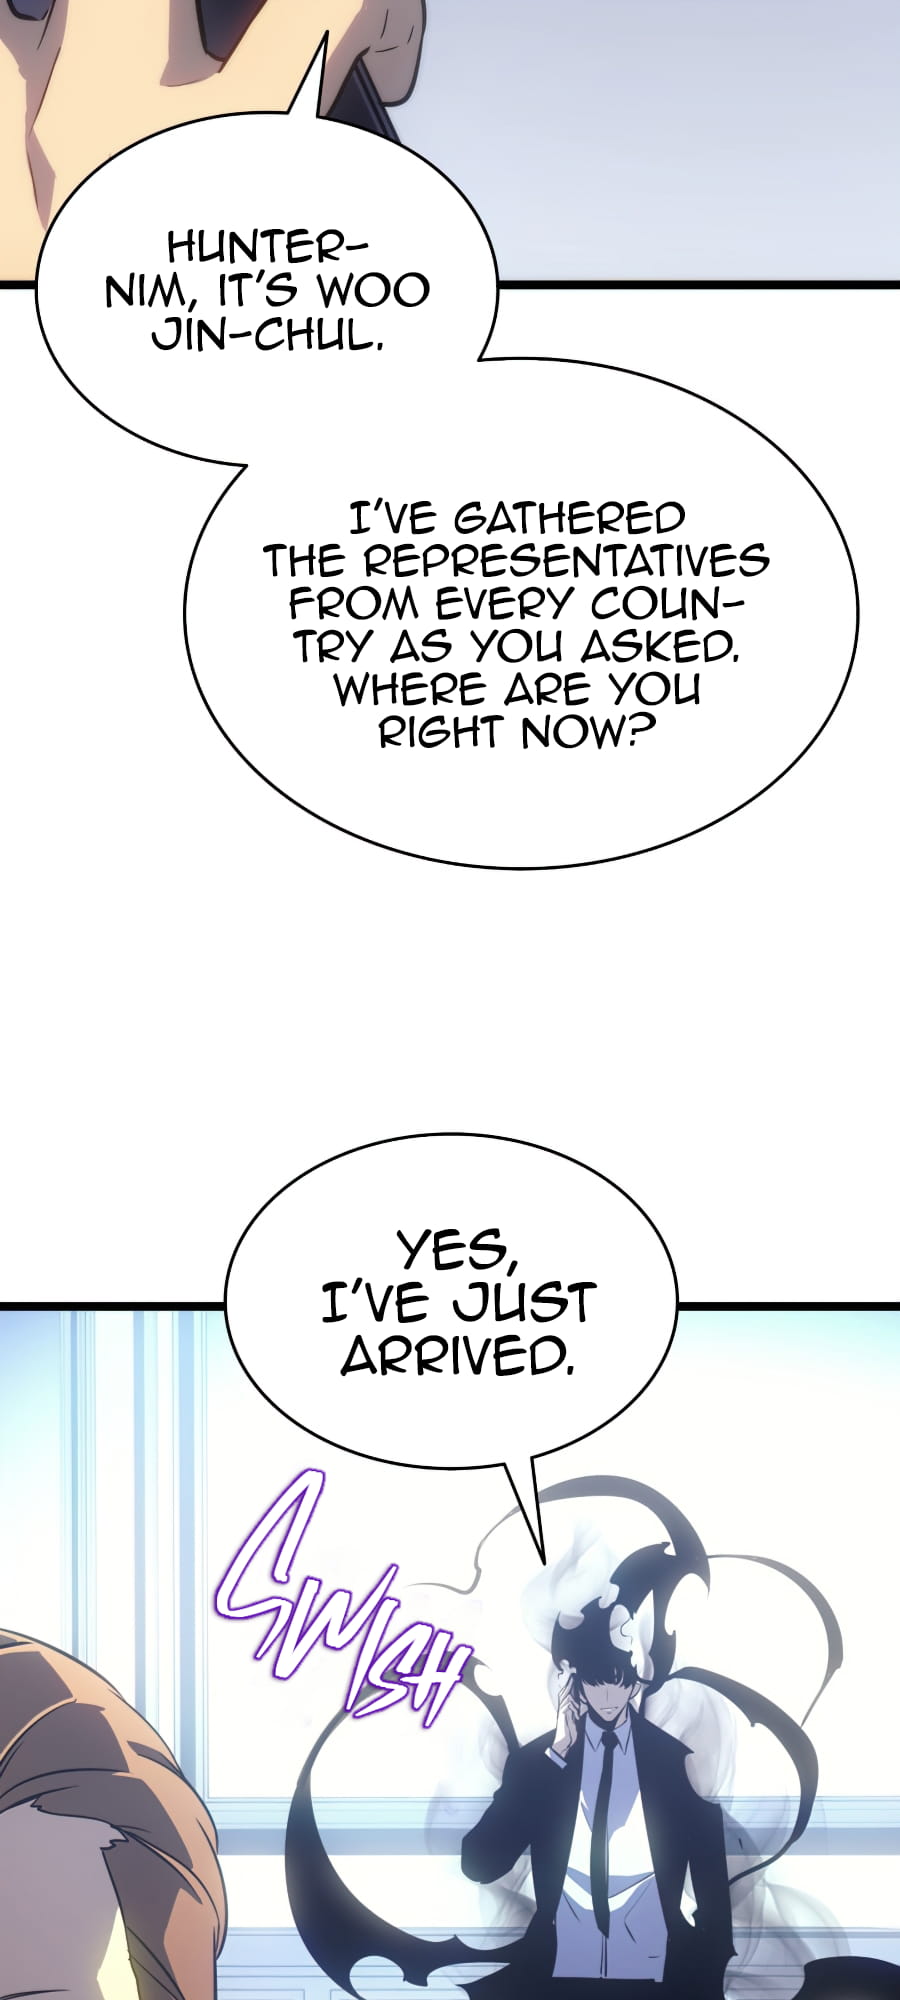 HUNTER-
NIM, IT'S WOO
JIN-CHUL.
I'VE GATHERED
THE REPRESENTATIVES
FROM EVERY COUN-
TRY AS YOU ASKED.
WHERE ARE YOU
RIGHT NOW?
YES,
I'VE JUST
ARRIVED.
SWISH